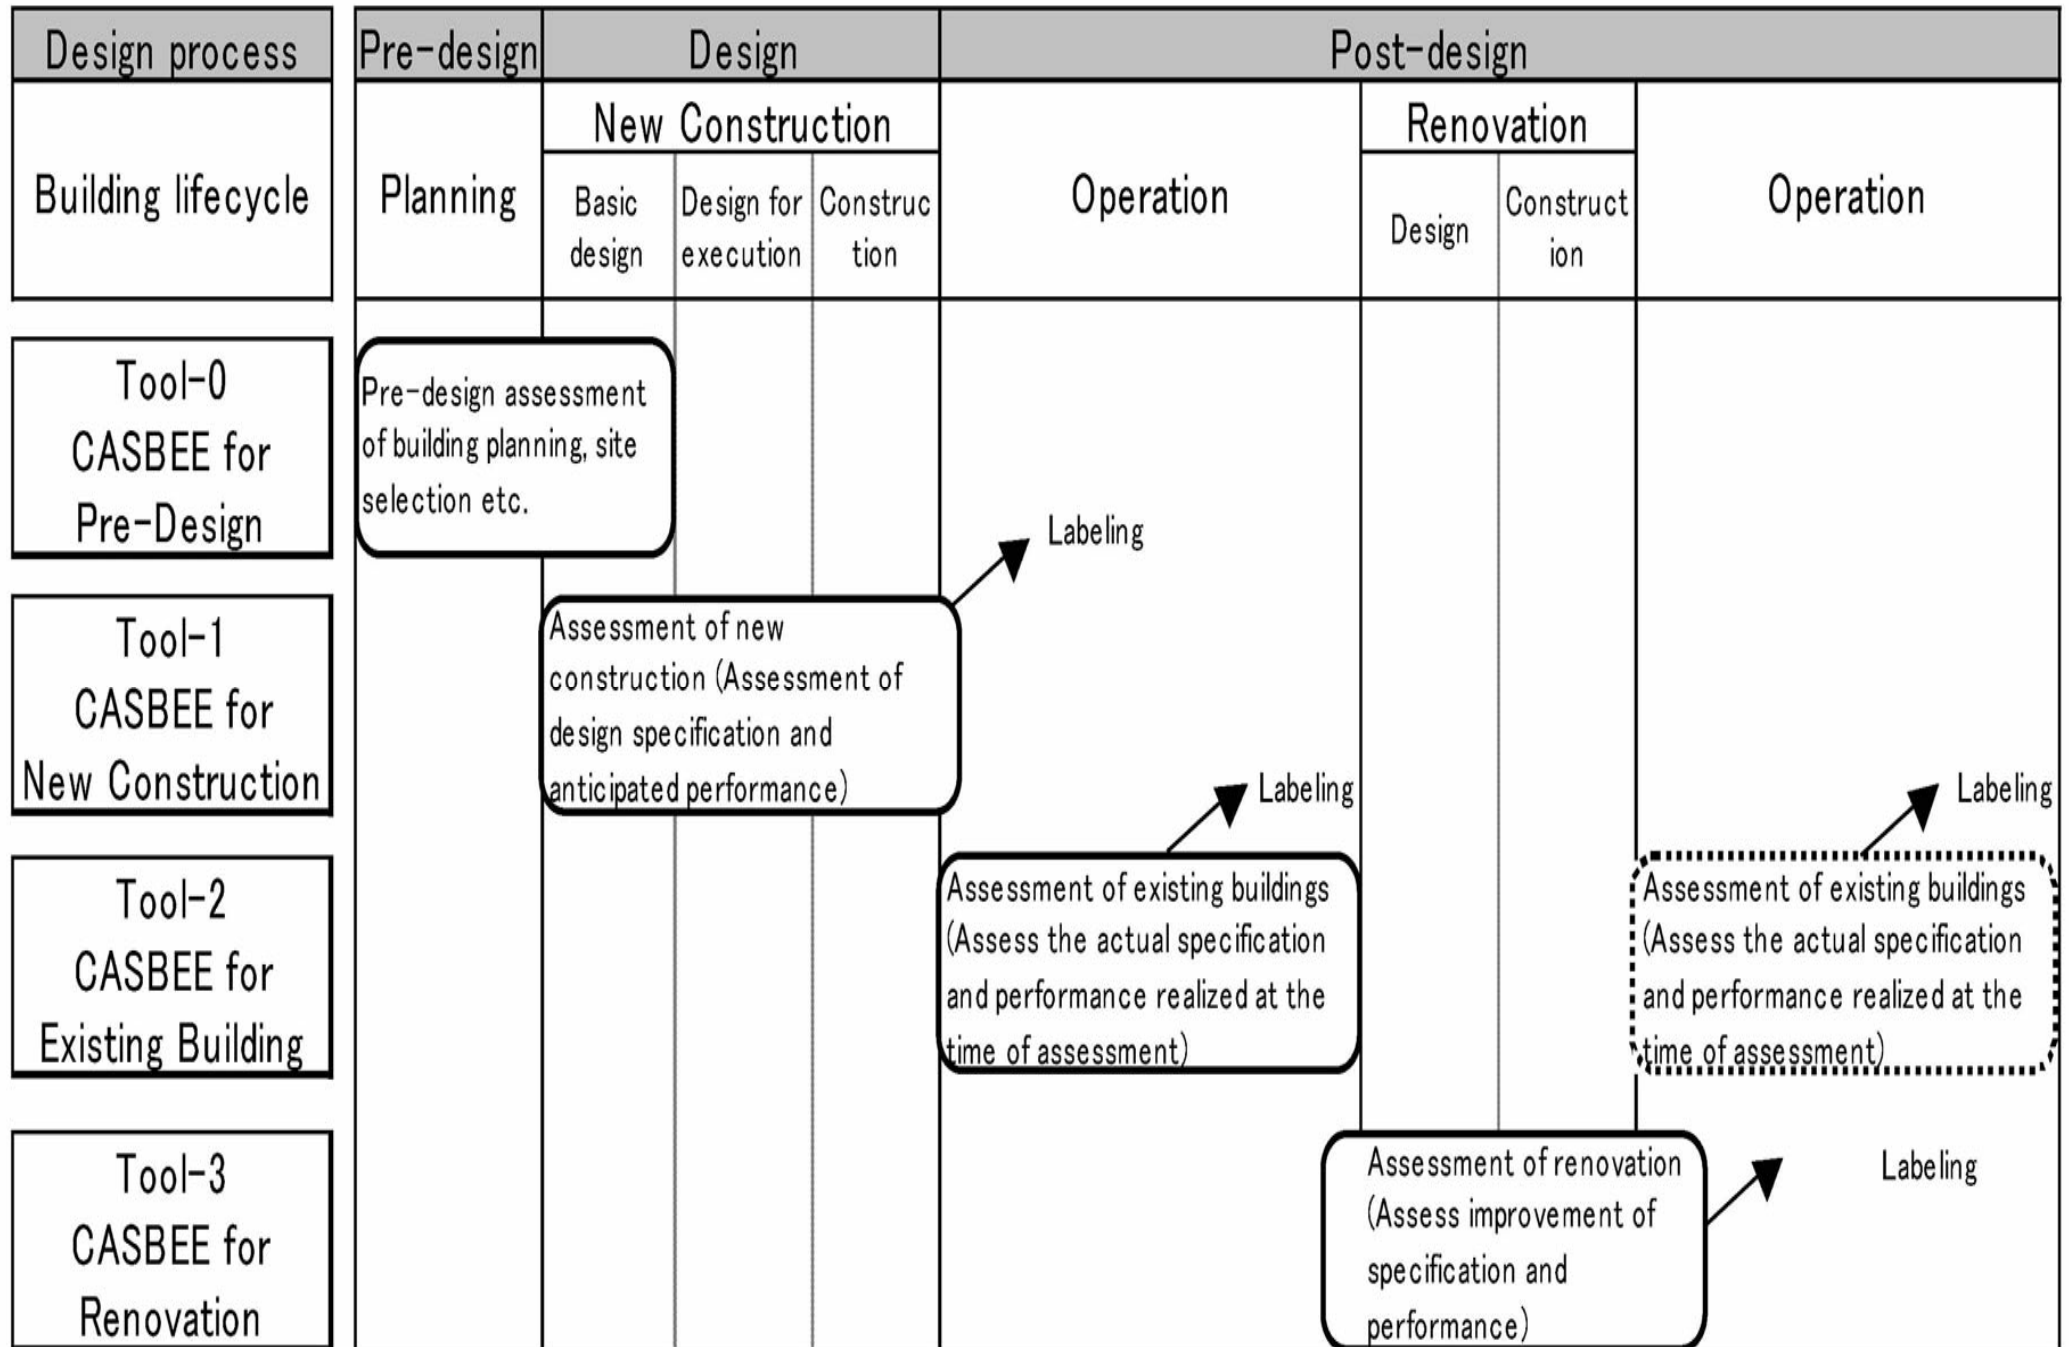 Design process
Pre-design
Design
Post-design
Building lifecycle
Planning
New Construction
Basic
design
Design for
execution
Construc
tion
Operation
Renovation
Design
Construct
ion
Operation
Tool-0
CASBEE for
Pre-Design
Pre-design assessment
of building planning, site
selection etc.
Tool-1
CASBEE for
New Construction
Assessment of new
construction (Assessment of
design specification and
anticipated performance)
Labeling
Tool-2
CASBEE for
Existing Building
Assessment of existing buildings
(Assess the actual specification
and performance realized at the
time of assessment)
Labeling
Assessment of existing buildings
(Assess the actual specification
and performance realized at the
time of assessment)
Labeling
Tool-3
CASBEE for
Renovation
Assessment of renovation
(Assess improvement of
specification and
performance)
Labeling